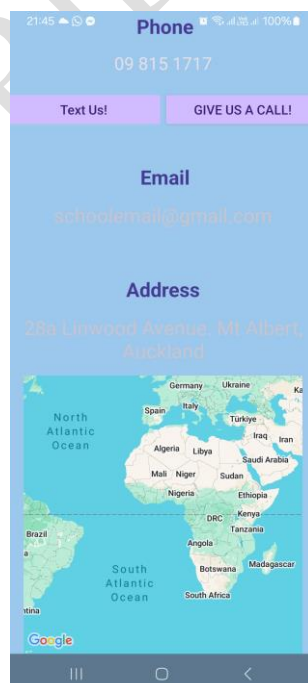 21:45
100%
Phone
09 815 1717
Text Us!
GIVE US A CALL!
Email
schoolemail@gmail.com
Address
28a Linwood Avenue, Mt Albert,
Auckland
Germany
Ukraine
Italy
Spain
Türkiye
North
Atlantic
Ocean
Iraq
Iran
Algeria
Libya
Saudi Arabia
Mali
Niger
Sudan
Nigeria
Ethiopia
DRC
Kenya
Tanzania
Brazil
Angola
South
Atlantic
Ocean
Botswana
Madagascar
South Africa
Google